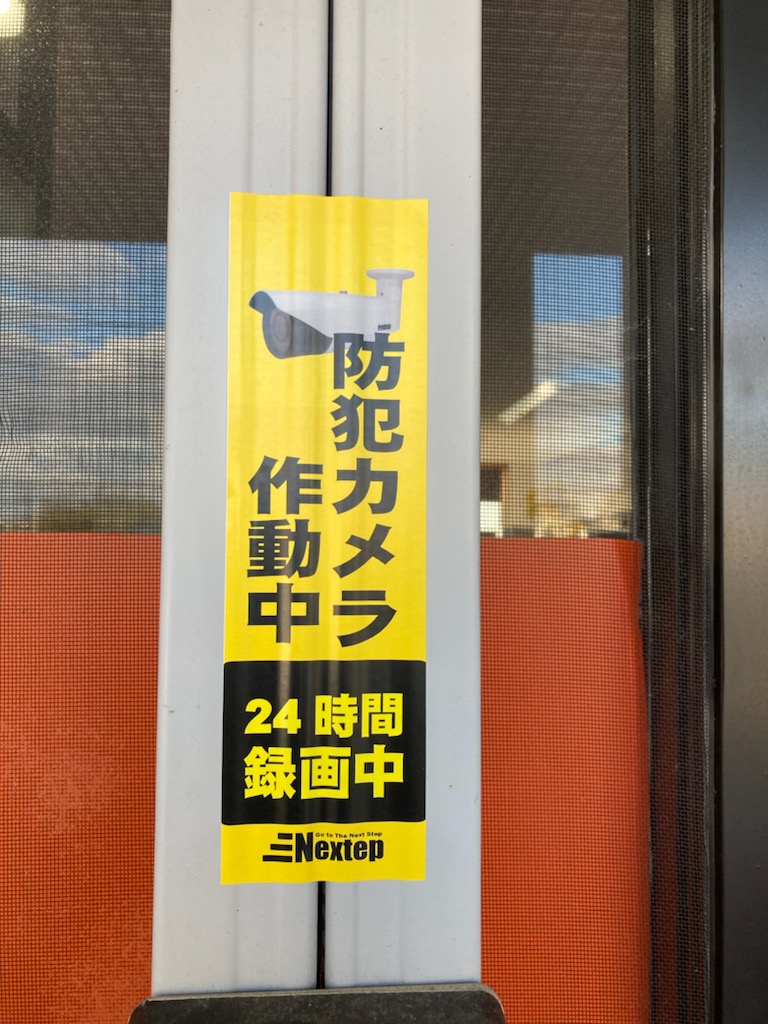 防犯カメラ
作動中
24時間
録画中
Go to The Next Step
Nextep